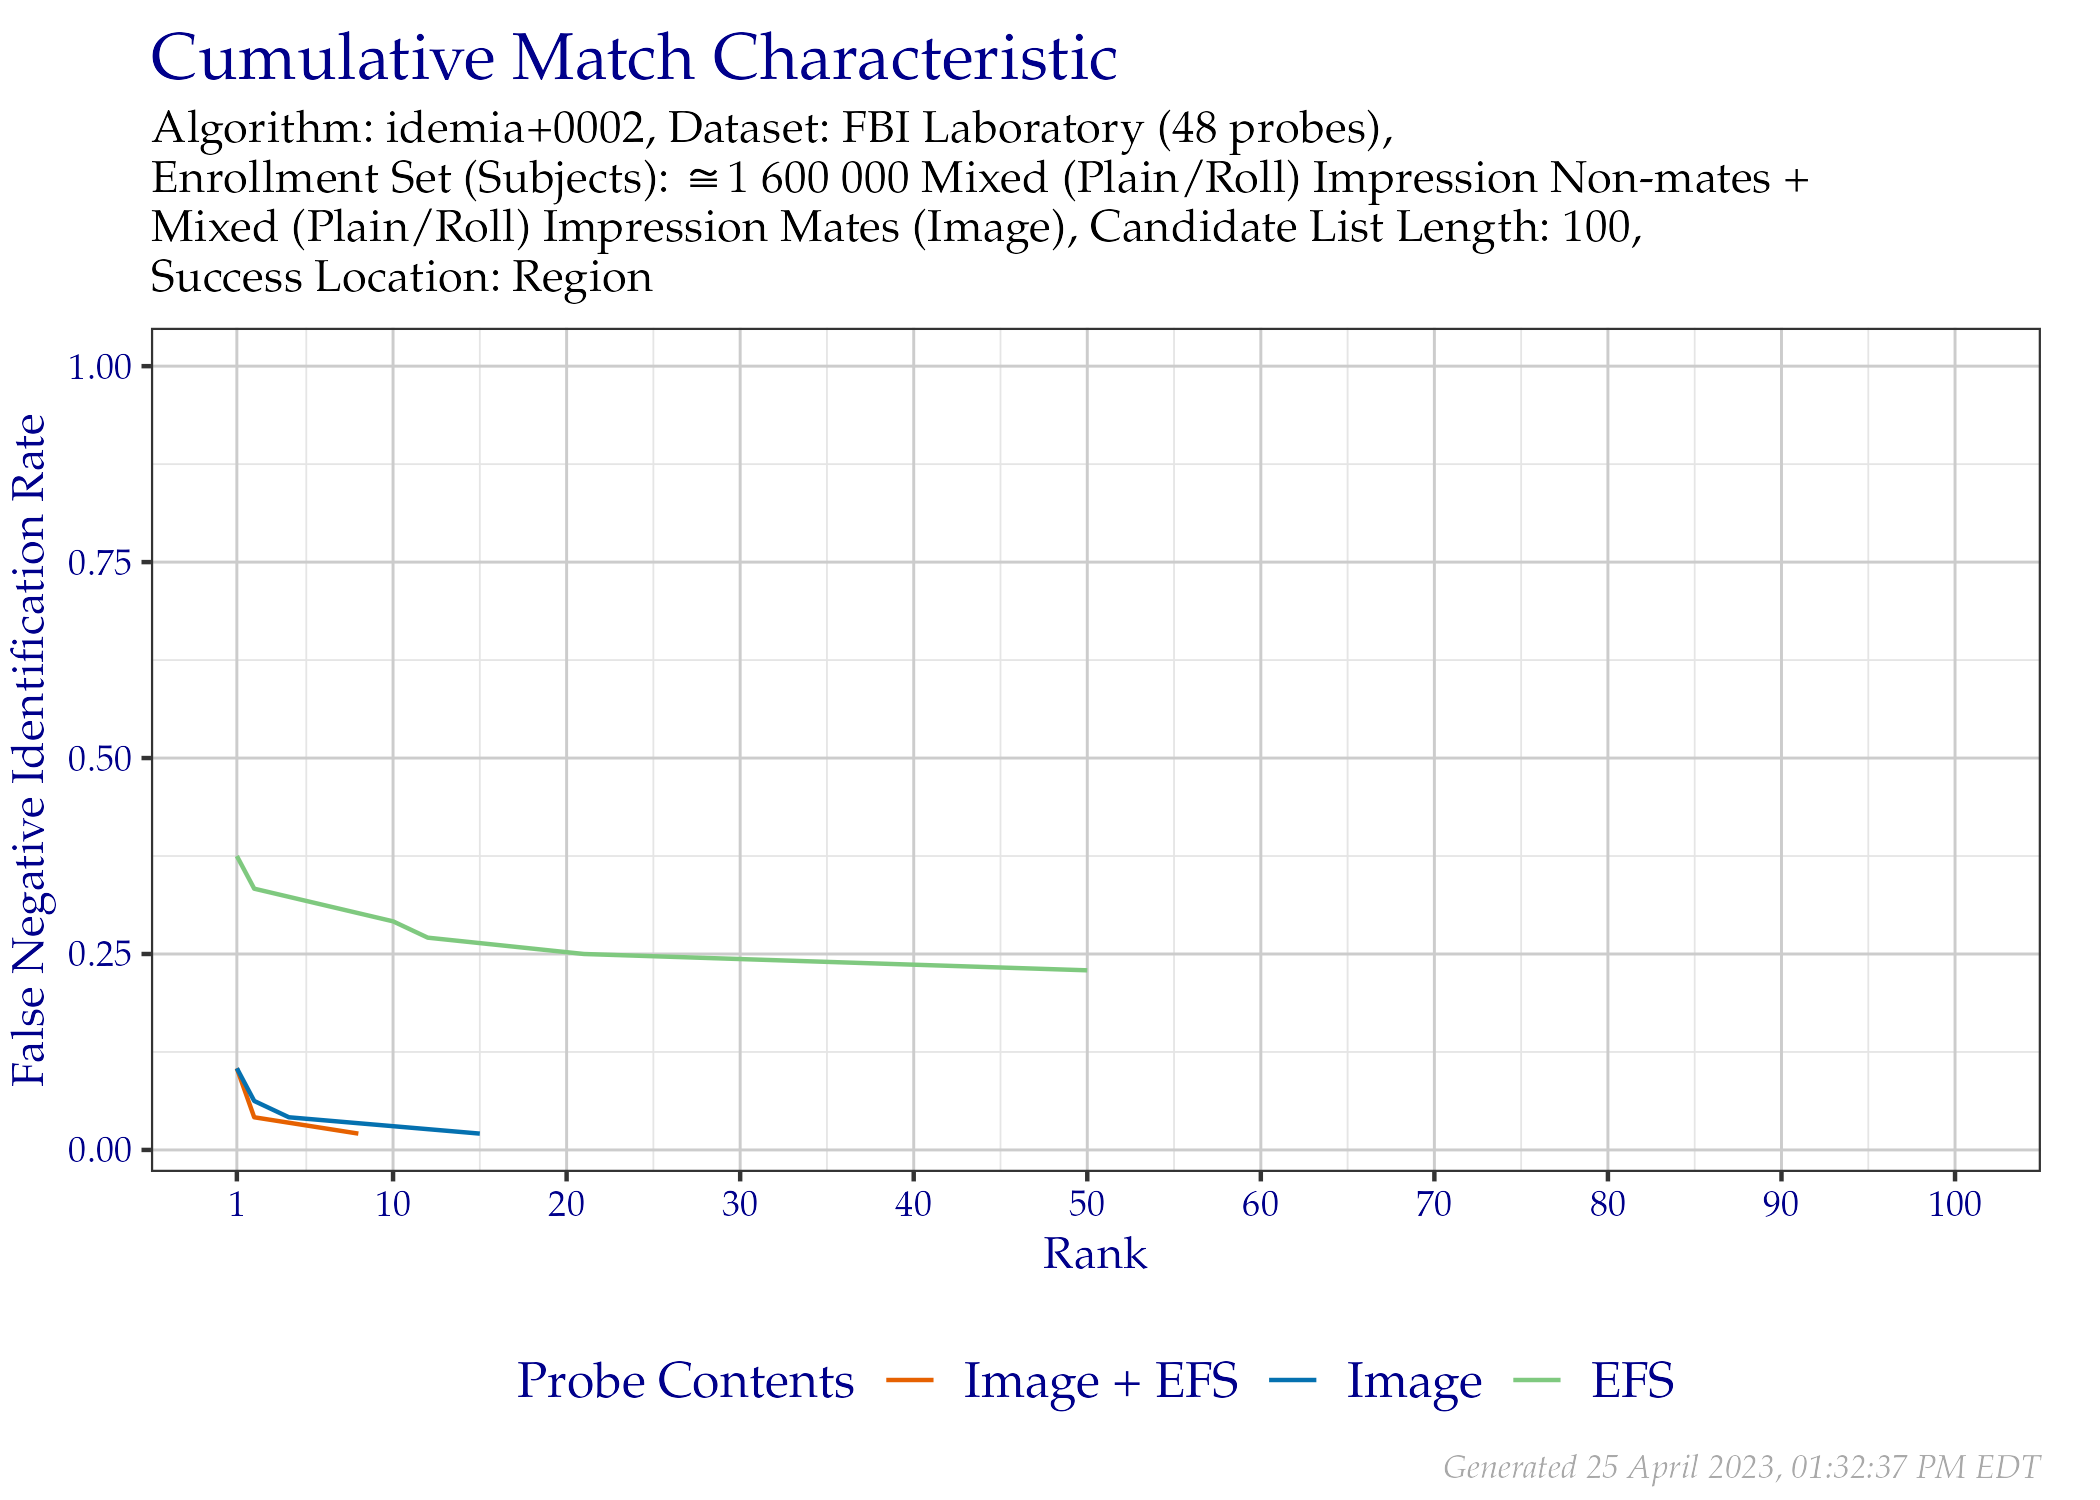 Cumulative Match Characteristic
Algorithm: idemia+0002, Dataset: FBI Laboratory (48 probes),
Enrollment Set (Subjects): ≅1 600 000 Mixed (Plain/Roll) Impression Non-mates +
Mixed (Plain/Roll) Impression Mates (Image), Candidate List Length: 100,
Success Location: Region
False Negative Identification Rate
1.00
0.75
0.50
0.25
0.00
1 10 20 30 40 50 60 70 80 90 100
Rank
Probe Contents Image + EFS Image EFS
Generated 25 April 2023, 01:32:37 PM EDT